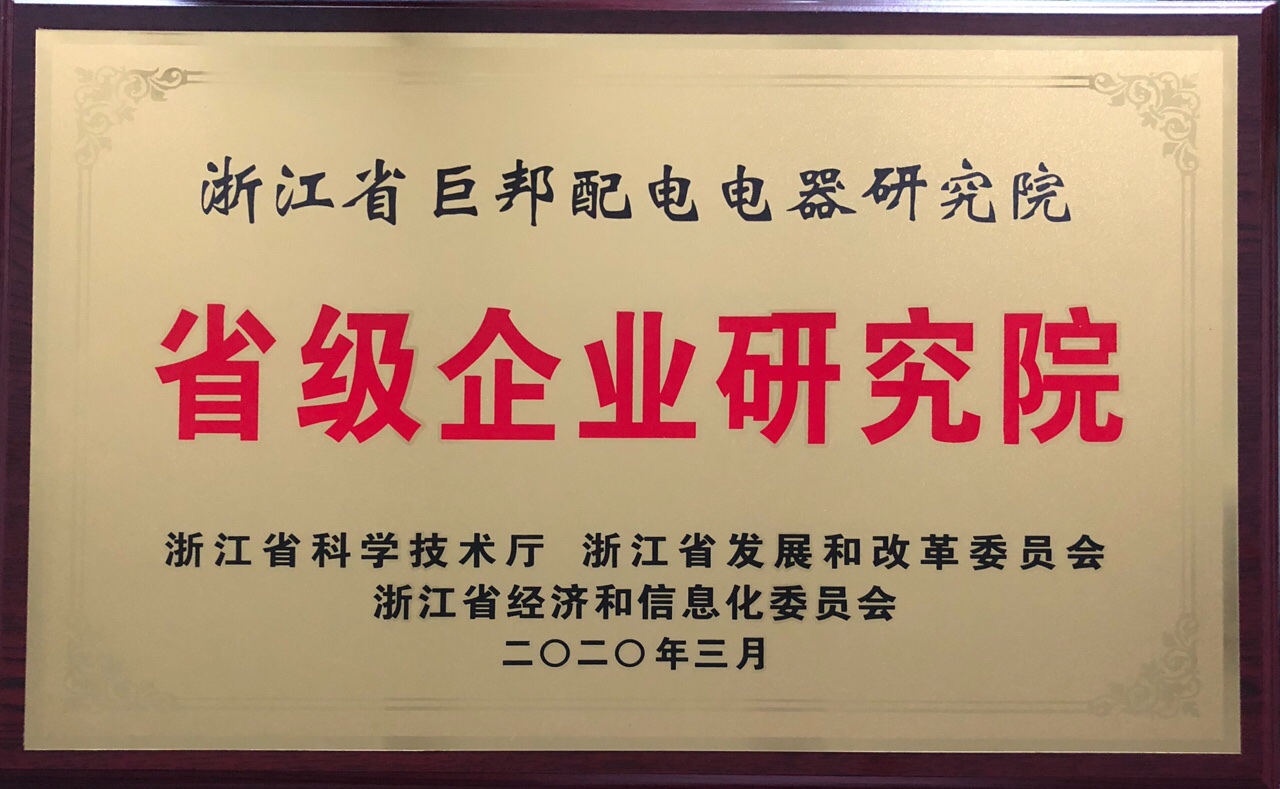 浙江省巨邦配电电器研究院
省级企业研究院
浙江省科学技术厅 浙江省发展和改革委员会
浙江省经济和信息化委员会
二〇二〇年三月